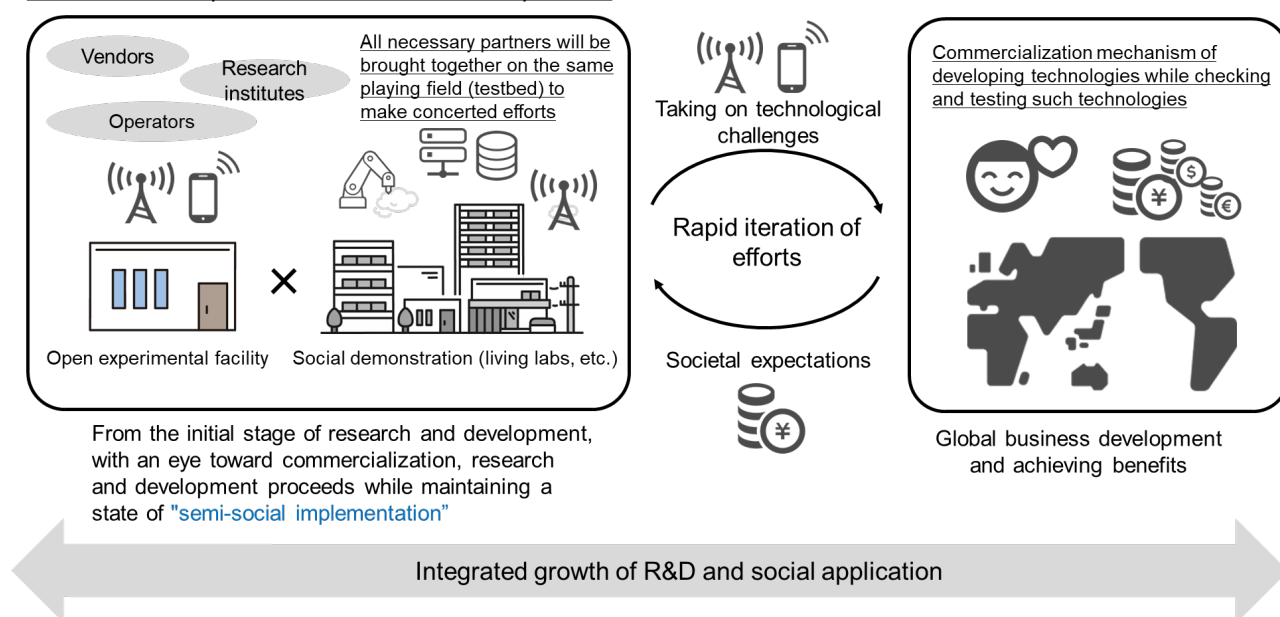 Vendors
Research
institutes
Operators
All necessary partners will be
brought together on the same
playing field (testbed) to
make concerted efforts
Open experimental facility
Social demonstration (living labs, etc.)
From the initial stage of research and development,
with an eye toward commercialization, research
and development proceeds while maintaining a
state of "semi-social implementation”
Taking on technological
challenges
Rapid iteration of
efforts
Societal expectations
¥
Commercialization mechanism of
developing technologies while checking
and testing such technologies
$
¥
€
Global business development
and achieving benefits
Integrated growth of R&D and social application